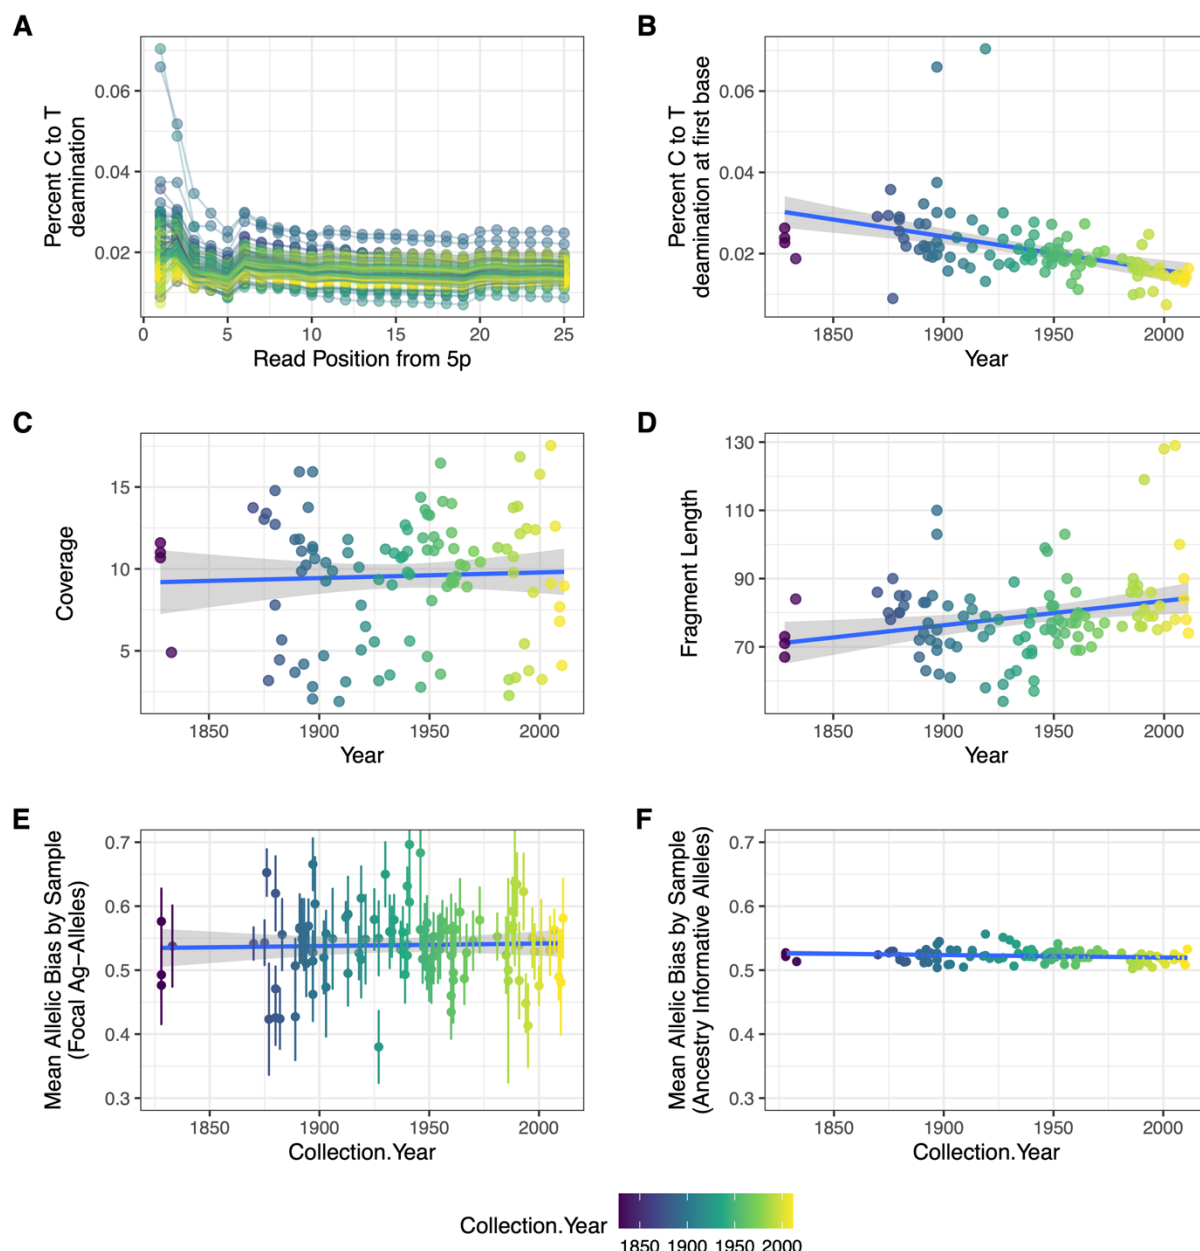 A
Percent C to T
deamination
0.06
0.04
0.02
0 5 10 15 20 25
Read Position from 5p
B
Percent C to T
deamination at first base
0.06
0.04
0.02
1850 1900 1950 2000
Year
C
Coverage
15
10
5
1850 1900 1950 2000
Year
D
Fragment Length
130
110
90
70
1850 1900 1950 2000
Year
E
Mean Allelic Bias by Sample
(Focal Ag−Alleles)
0.7
0.6
0.5
0.4
0.3
1850 1900 1950 2000
Collection.Year
F
Mean Allelic Bias by Sample
(Ancestry Informative Alleles)
0.7
0.6
0.5
0.4
0.3
1850 1900 1950 2000
Collection.Year
Collection.Year
1850 1900 1950 2000